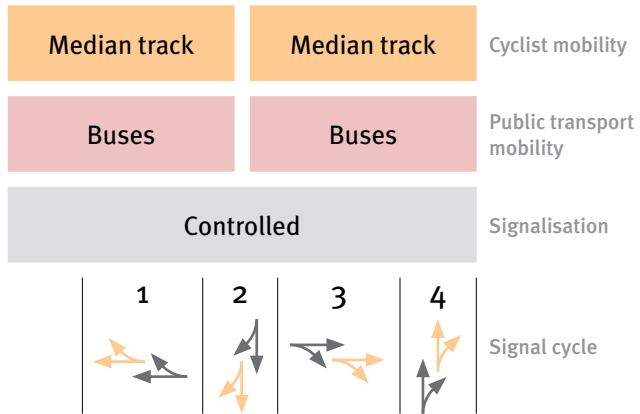 Median track Median track Cyclist mobility
Buses Buses Public transport
mobility
Controlled Signalisation
1 2 3 4
Signal cycle